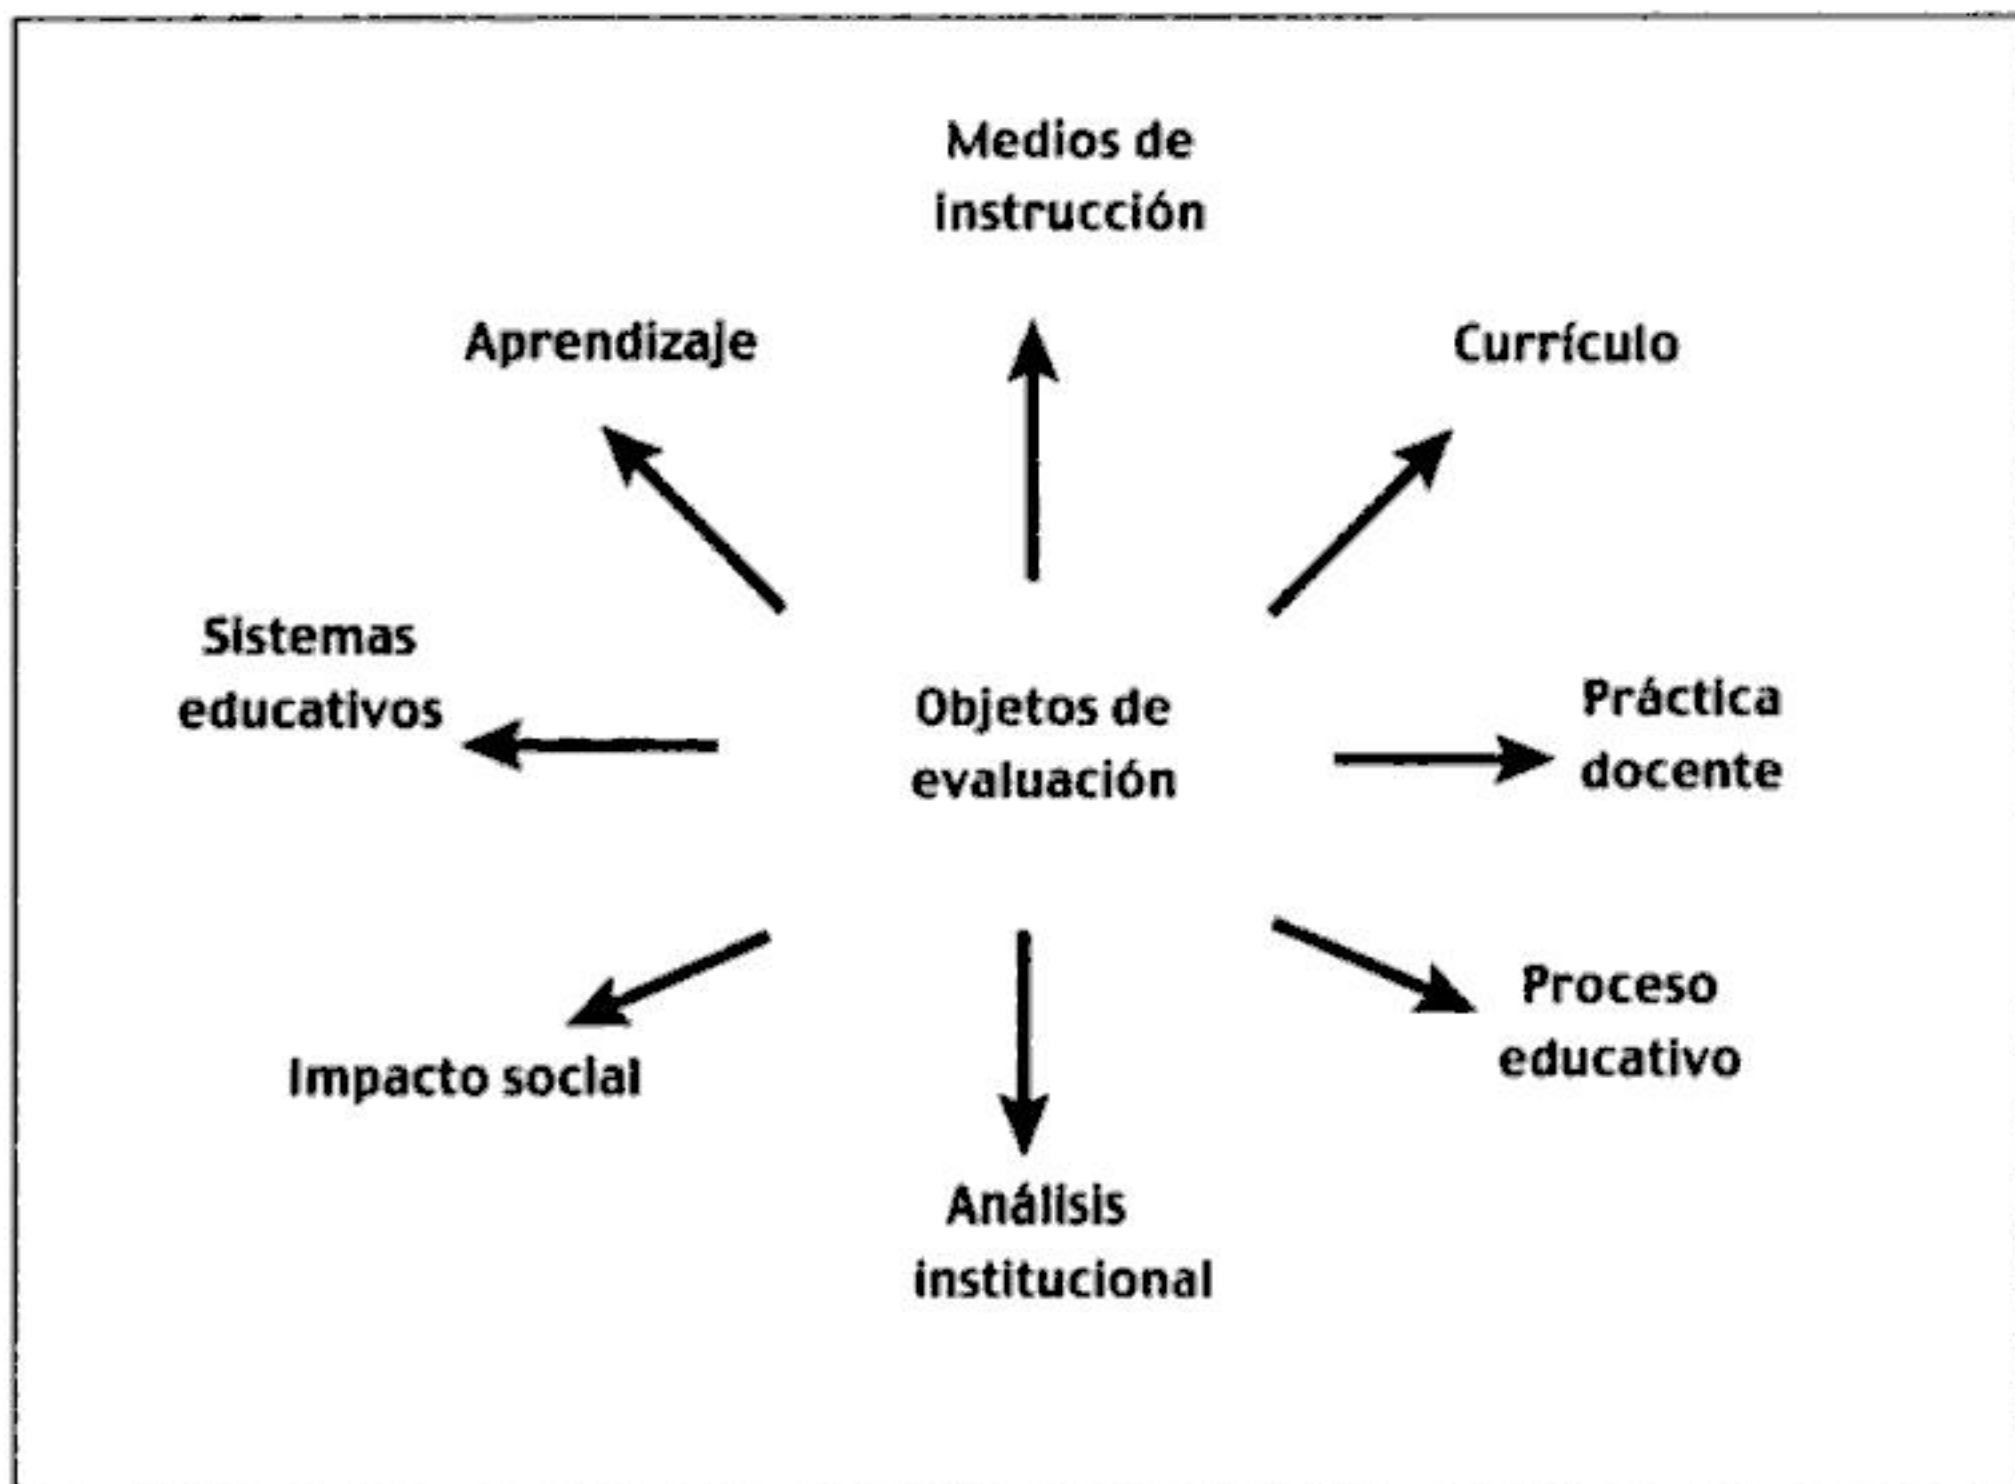 Medios de
instrucción
Aprendizaje
Currículo
Sistemas
educativos
Objetos de
evaluación
Práctica
docente
Proceso
educativo
Impacto social
Análisis
institucional